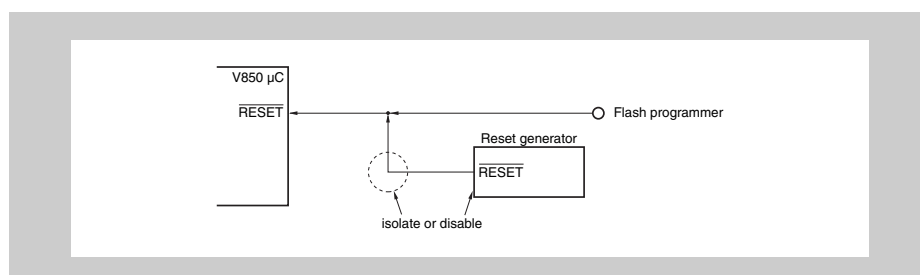 V850 µC
RESET
Flash programmer
Reset generator
RESET
isolate or disable